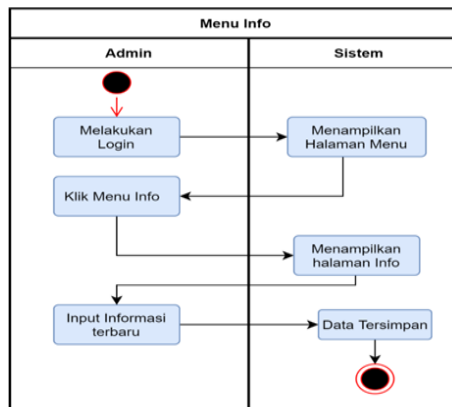 Menu Info
Admin
Sistem
Melakukan
Login
Menampilkan
Halaman Menu
Klik Menu Info
Menampilkan
halaman Info
Input Informasi
terbaru
Data Tersimpan